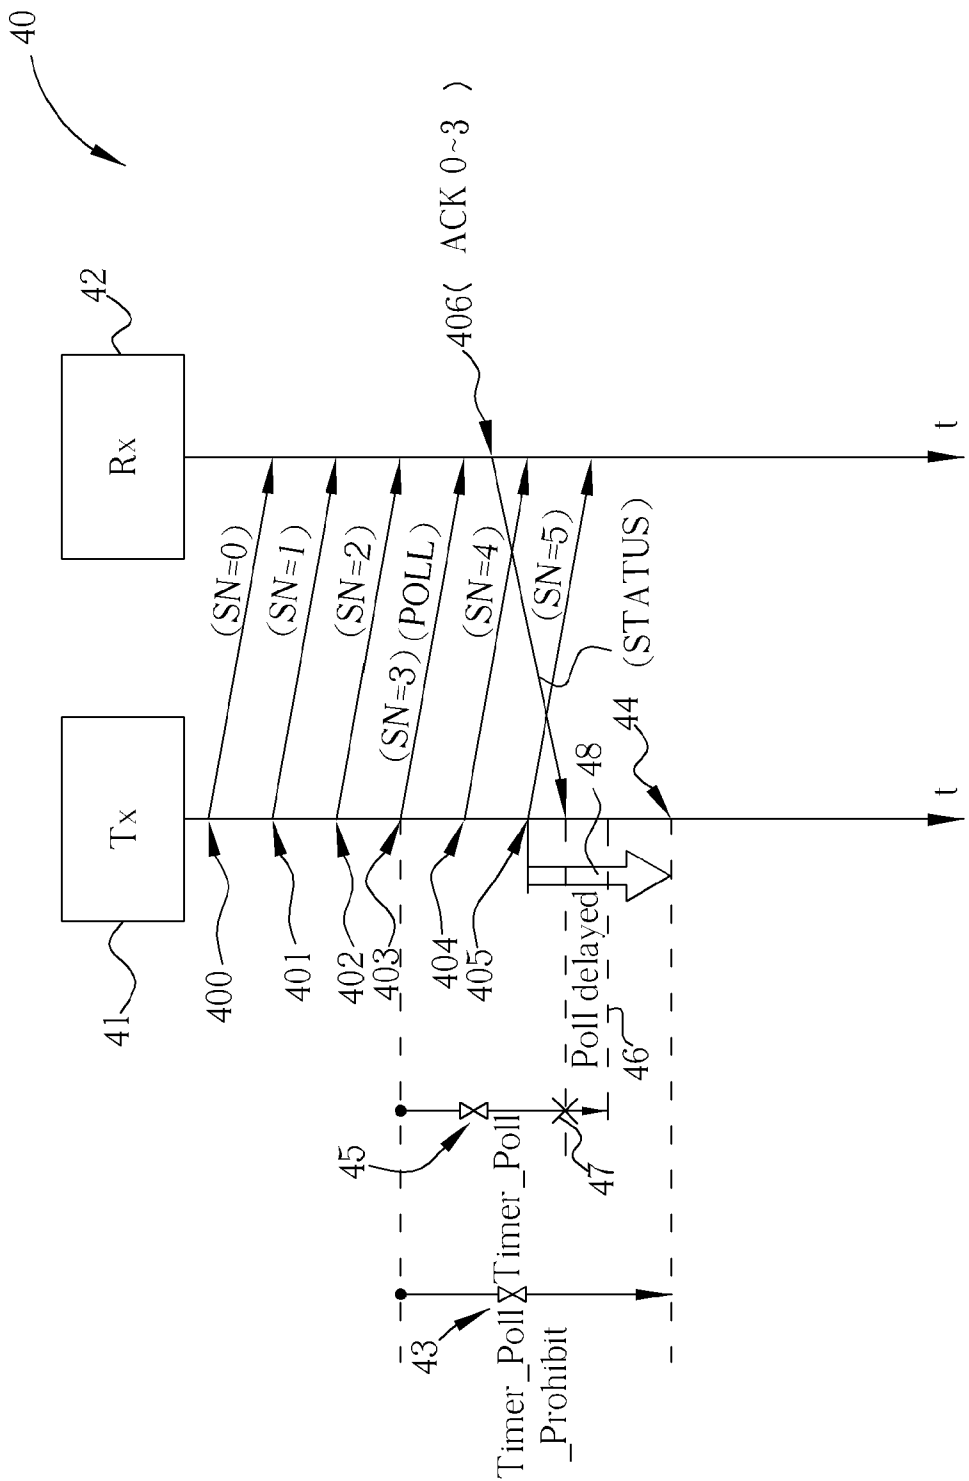 40
42
Rx
41
Tx
(SN=0)
(SN=1)
(SN=2)
(SN=3)(POLL)
(SN=4)
(SN=5)
406( ACK 0~3 )
(STATUS)
400
401
402
403
404
405
44
48
Poll delayed
46
47
45
Timer_Poll
43
Timer_Poll
_Prohibit
t
t